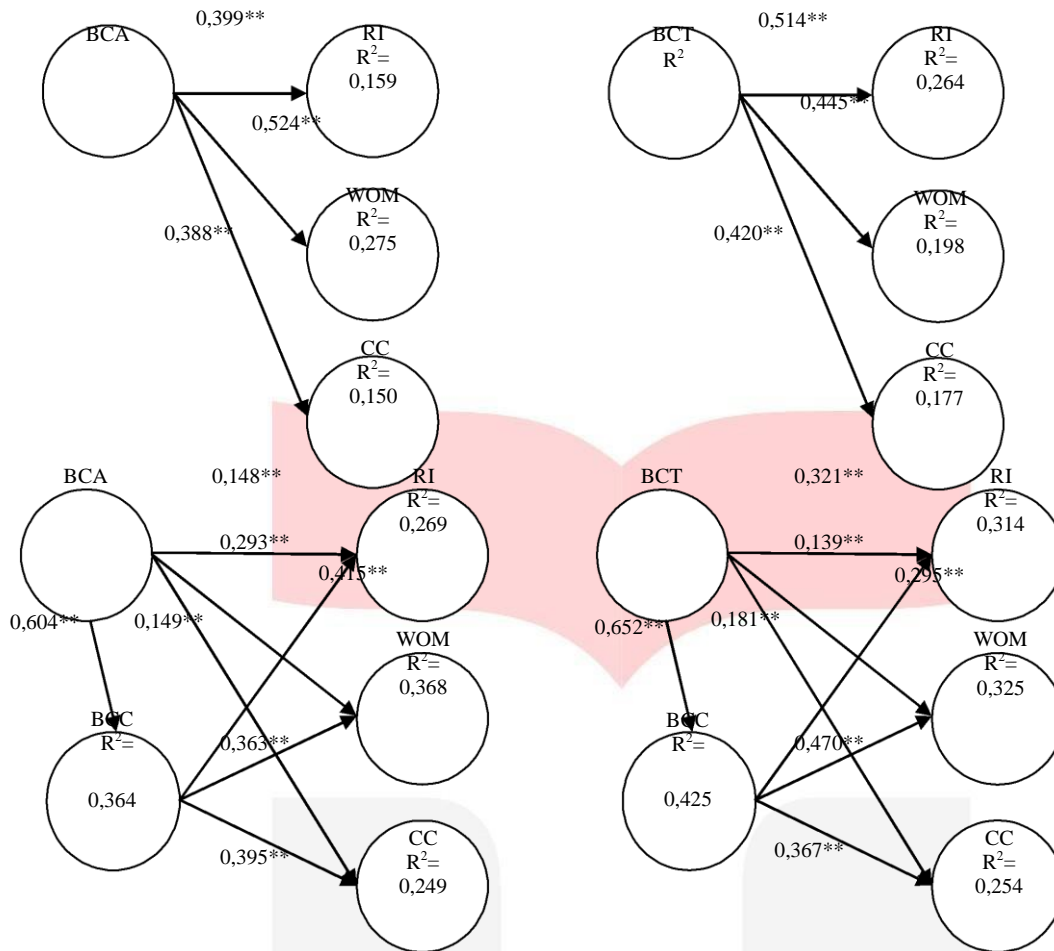 0,399**
BCA
RI
R²=
0,159
0,524**
WOM
R²=
0,275
0,388**
CC
R²=
0,150
0,514**
BCT
R²
RI
R²=
0,264
0,445**
WOM
R²=
0,198
0,420**
CC
R²=
0,177
BCA
0,148**
RI
R²=
0,269
0,293**
0,415**
0,604**
0,149**
WOM
R²=
0,368
BCC
R²=
0,364
0,363**
CC
R²=
0,249
0,395**
BCT
0,321**
RI
R²=
0,314
0,139**
0,295**
0,652**
0,181**
WOM
R²=
0,325
BCC
R²=
0,425
0,470**
CC
R²=
0,254
0,367**